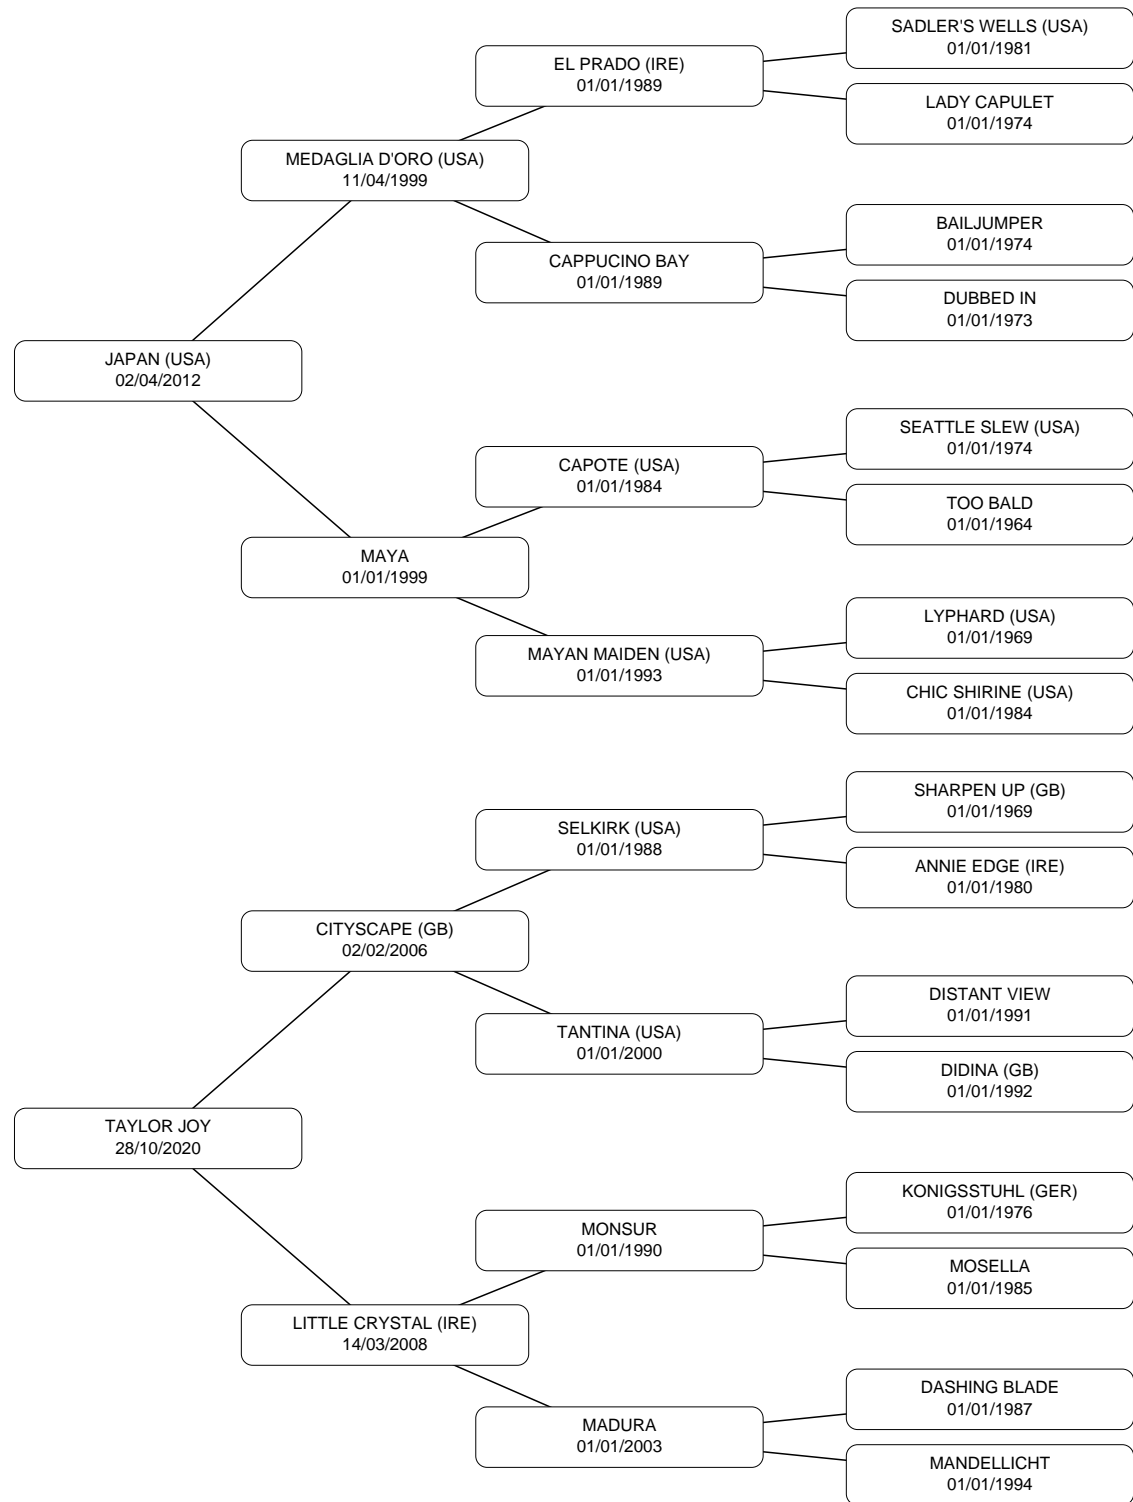 SADLER'S WELLS (USA)
01/01/1981
EL PRADO (IRE)
01/01/1989
LADY CAPULET
01/01/1974
MEDAGLIA D'ORO (USA)
11/04/1999
BAILJUMPER
01/01/1974
CAPPUCINO BAY
01/01/1989
DUBBED IN
01/01/1973
JAPAN (USA)
02/04/2012
SEATTLE SLEW (USA)
01/01/1974
CAPOTE (USA)
01/01/1984
TOO BALD
01/01/1964
MAYA
01/01/1999
LYPHARD (USA)
01/01/1969
MAYAN MAIDEN (USA)
01/01/1993
CHIC SHIRINE (USA)
01/01/1984
SHARPEN UP (GB)
01/01/1969
SELKIRK (USA)
01/01/1988
ANNIE EDGE (IRE)
01/01/1980
CITYSCAPE (GB)
02/02/2006
DISTANT VIEW
01/01/1991
TANTINA (USA)
01/01/2000
DIDINA (GB)
01/01/1992
TAYLOR JOY
28/10/2020
KONIGSSTUHL (GER)
01/01/1976
MONSUR
01/01/1990
MOSELLA
01/01/1985
LITTLE CRYSTAL (IRE)
14/03/2008
DASHING BLADE
01/01/1987
MADURA
01/01/2003
MANDELLICHT
01/01/1994